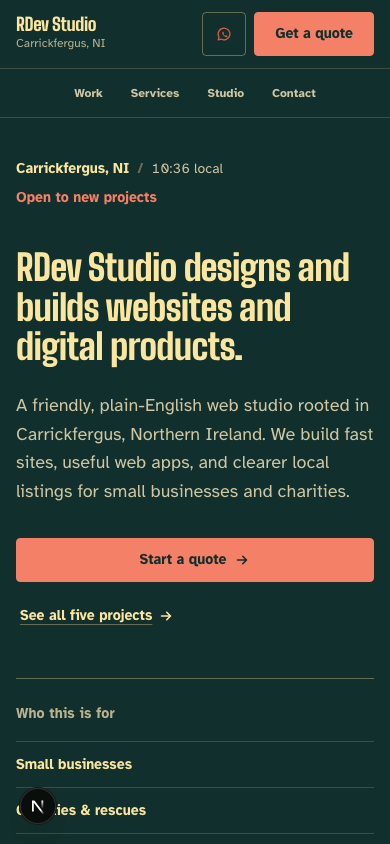 RDev Studio
Carrickfergus, NI
Get a quote
Work Services Studio Contact
Carrickfergus, NI / 10:36 local
Open to new projects
RDev Studio designs and
builds websites and
digital products.
A friendly, plain-English web studio rooted in
Carrickfergus, Northern Ireland. We build fast
sites, useful web apps, and clearer local
listings for small businesses and charities.
Start a quote →
See all five projects →
Who this is for
Small businesses
& rescues
N